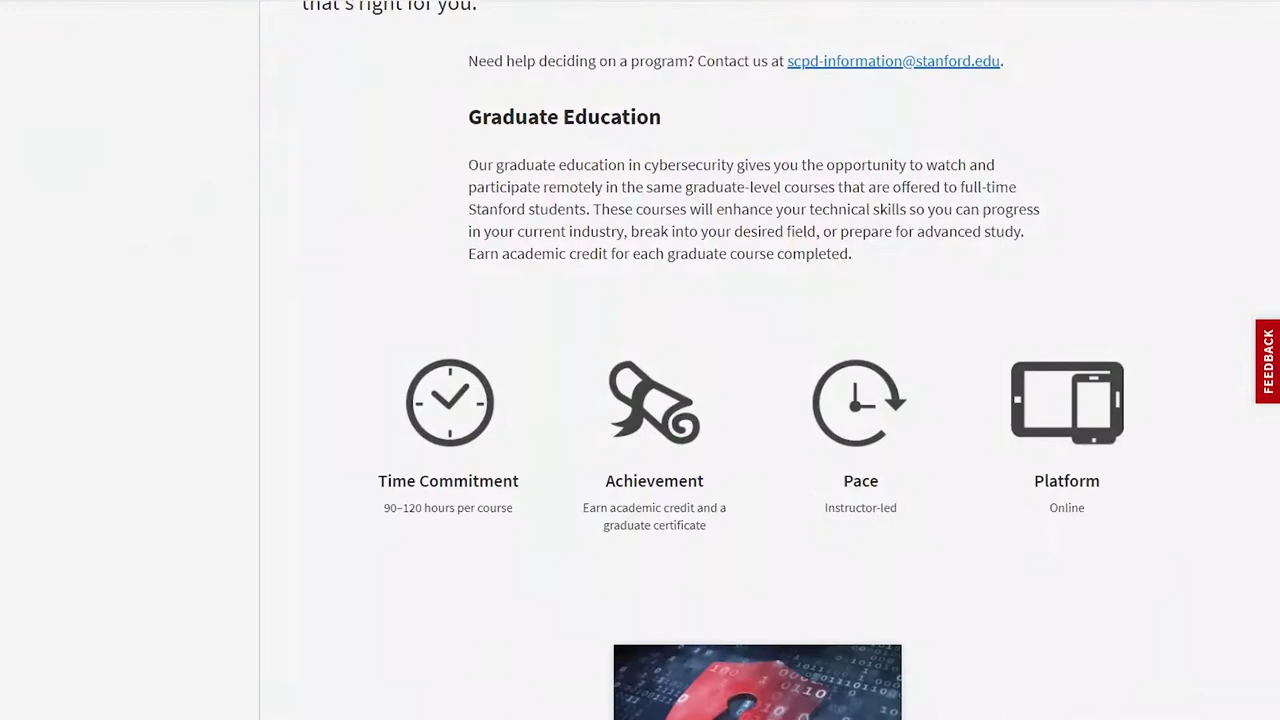 that's right for you.
Need help deciding on a program? Contact us at scpd-information@stanford.edu.
Graduate Education
Our graduate education in cybersecurity gives you the opportunity to watch and
participate remotely in the same graduate-level courses that are offered to full-time
Stanford students. These courses will enhance your technical skills so you can progress
in your current industry, break into your desired field, or prepare for advanced study.
Earn academic credit for each graduate course completed.
FEEDBACK
Time Commitment
90–120 hours per course
Achievement
Earn academic credit and a
graduate certificate
Pace
Instructor-led
Platform
Online